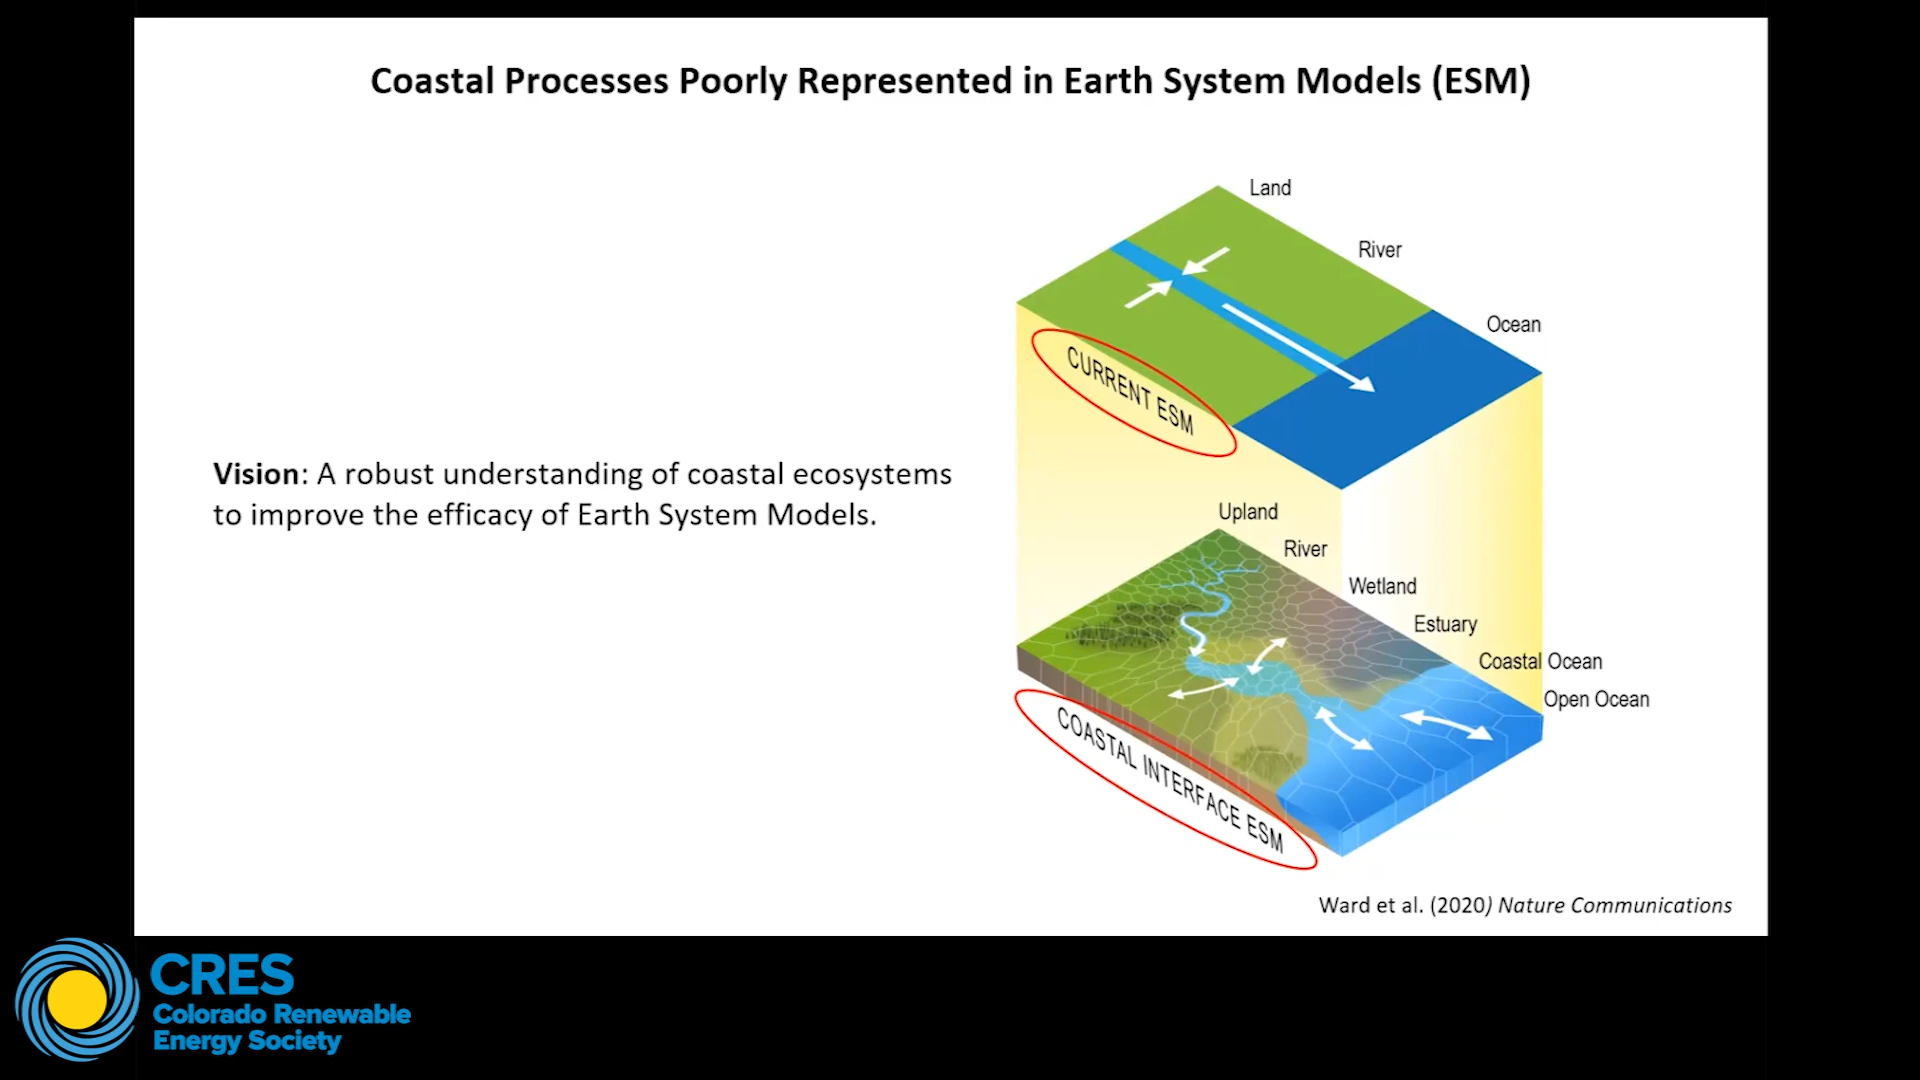 Coastal Processes Poorly Represented in Earth System Models (ESM)
Land
River
Ocean
CURRENT ESM
Vision: A robust understanding of coastal ecosystems
to improve the efficacy of Earth System Models.
Upland
River
Wetland
Estuary
Coastal Ocean
Open Ocean
COASTAL INTERFACE ESM
Ward et al. (2020) Nature Communications
CRES
Colorado Renewable
Energy Society